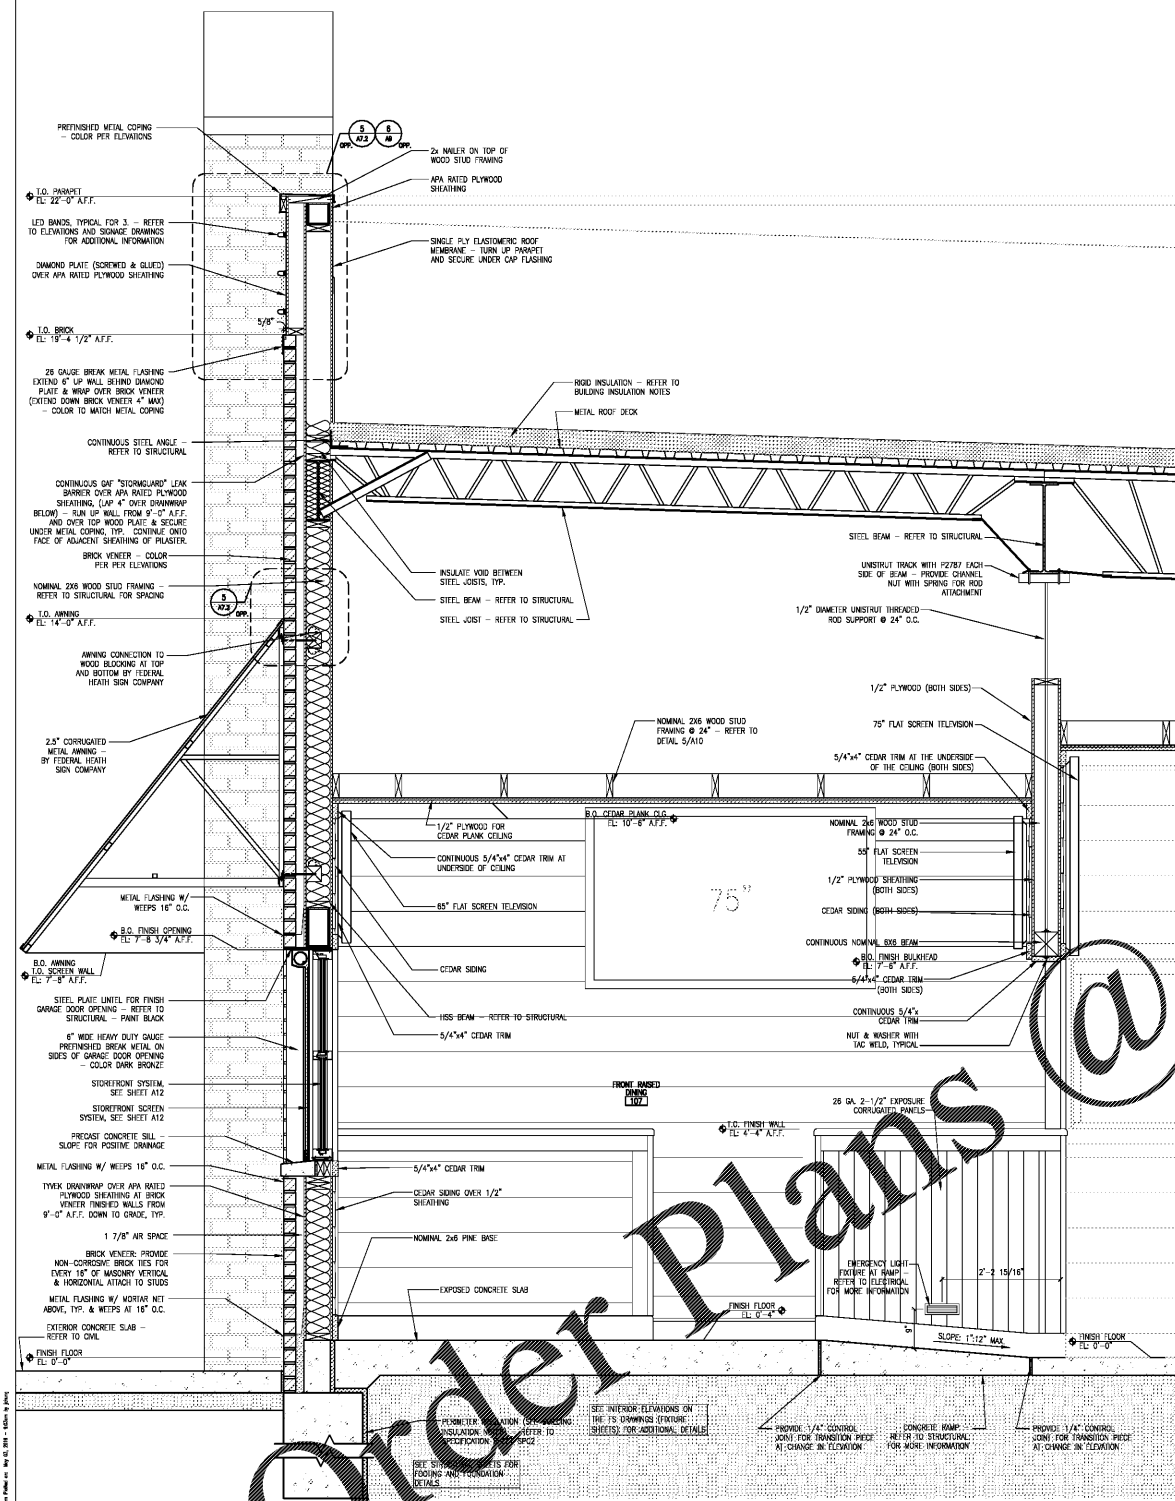 PREFINISHED METAL COPING
– COLOR PER ELEVATIONS
5
A7.2
OPP.
6
A9
OPP.
2x NAILER ON TOP OF
WOOD STUD FRAMING
APA RATED PLYWOOD
SHEATHING
T.O. PARAPET
EL: 22'-0" A.F.F.
LED BANDS, TYPICAL FOR 3. – REFER
TO ELEVATIONS AND SIGNAGE DRAWINGS
FOR ADDITIONAL INFORMATION
SINGLE PLY ELASTOMERIC ROOF
MEMBRANE – TURN UP PARAPET
AND SECURE UNDER CAP FLASHING
DIAMOND PLATE (SCREWED & GLUED)
OVER APA RATED PLYWOOD SHEATHING
5/8"
T.O. BRICK
EL: 19'-4 1/2" A.F.F.
26 GAUGE BREAK METAL FLASHING
EXTEND 6" UP WALL BEHIND DIAMOND
PLATE & WRAP OVER BRICK VENEER
(EXTEND DOWN BRICK VENEER 4" MAX)
– COLOR TO MATCH METAL COPING
RIGID INSULATION – REFER TO
BUILDING INSULATION NOTES
METAL ROOF DECK
CONTINUOUS STEEL ANGLE –
REFER TO STRUCTURAL
CONTINUOUS GAF "STORMGUARD" LEAK
BARRIER OVER APA RATED PLYWOOD
SHEATHING, (LAP 4" OVER DRAINWRAP
BELOW) – RUN UP WALL FROM 9'-0" A.F.F.
AND OVER TOP WOOD PLATE & SECURE
UNDER METAL COPING, TYP. CONTINUE ONTO
FACE OF ADJACENT SHEATHING OF PILASTER.
BRICK VENEER – COLOR
PER PER ELEVATIONS
NOMINAL 2X6 WOOD STUD FRAMING –
REFER TO STRUCTURAL FOR SPACING
5
A7.3
OPP.
T.O. AWNING
EL: 14'-0" A.F.F.
INSULATE VOID BETWEEN
STEEL JOISTS, TYP.
STEEL BEAM – REFER TO STRUCTURAL
STEEL JOIST – REFER TO STRUCTURAL
STEEL BEAM – REFER TO STRUCTURAL
UNISTRUT TRACK WITH P2787 EACH
SIDE OF BEAM – PROVIDE CHANNEL
NUT WITH SPRING FOR ROD
ATTACHMENT
1/2" DIAMETER UNISTRUT THREADED
ROD SUPPORT @ 24" O.C.
AWNING CONNECTION TO
WOOD BLOCKING AT TOP
AND BOTTOM BY FEDERAL
HEATH SIGN COMPANY
2.5" CORRUGATED
METAL AWNING –
BY FEDERAL HEATH
SIGN COMPANY
NOMINAL 2X6 WOOD STUD
FRAMING @ 24" – REFER TO
DETAIL 5/A10
1/2" PLYWOOD (BOTH SIDES)
75" FLAT SCREEN TELEVISION
5/4"x4" CEDAR TRIM AT THE UNDERSIDE
OF THE CEILING (BOTH SIDES)
B.O. CEDAR PLANK CLG.
EL: 10'-6" A.F.F.
NOMINAL 2x6 WOOD STUD
FRAMING @ 24" O.C.
55" FLAT SCREEN
TELEVISION
1/2" PLYWOOD SHEATHING
(BOTH SIDES)
CEDAR SIDING (BOTH SIDES)
CONTINUOUS NOMINAL 6X6 BEAM
B.O. FINISH BULKHEAD
EL: 7'-6" A.F.F.
5/4"x4" CEDAR TRIM
(BOTH SIDES)
CONTINUOUS 5/4"x
CEDAR TRIM
NUT & WASHER WITH
TAC WELD, TYPICAL
1/2" PLYWOOD FOR
CEDAR PLANK CEILING
CONTINUOUS 5/4"x4" CEDAR TRIM AT
UNDERSIDE OF CEILING
65" FLAT SCREEN TELEVISION
75"
CEDAR SIDING
HSS BEAM – REFER TO STRUCTURAL
5/4"x4" CEDAR TRIM
METAL FLASHING W/
WEEPS 16" O.C.
B.O. FINISH OPENING
EL: 7'-8 3/4" A.F.F.
B.O. AWNING
T.O. SCREEN WALL
EL: 7'-8" A.F.F.
STEEL PLATE LINTEL FOR FINISH
GARAGE DOOR OPENING – REFER TO
STRUCTURAL – PAINT BLACK
6" WIDE HEAVY DUTY GAUGE
PREFINISHED BREAK METAL ON
SIDES OF GARAGE DOOR OPENING
– COLOR DARK BRONZE
STOREFRONT SYSTEM,
SEE SHEET A12
STOREFRONT SCREEN
SYSTEM, SEE SHEET A12
PRECAST CONCRETE SILL –
SLOPE FOR POSITIVE DRAINAGE
METAL FLASHING W/ WEEPS 16" O.C.
TYVEK DRAINWRAP OVER APA RATED
PLYWOOD SHEATHING AT BRICK
VENEER FINISHED WALLS FROM
9'-0" A.F.F. DOWN TO GRADE, TYP.
1 7/8" AIR SPACE
BRICK VENEER: PROVIDE
NON-CORROSIVE BRICK TIES FOR
EVERY 16" OF MASONRY VERTICAL
& HORIZONTAL ATTACH TO STUDS
METAL FLASHING W/ MORTAR NET
ABOVE, TYP. & WEEPS AT 16" O.C.
EXTERIOR CONCRETE SLAB –
REFER TO CIVIL
FINISH FLOOR
EL: 0'-0"
FRONT RAISED
DINING
107
26 GA. 2-1/2" EXPOSURE
CORRUGATED PANELS
T.O. FINISH WALL
EL: 4'-4" A.F.F.
5/4"x4" CEDAR TRIM
CEDAR SIDING OVER 1/2"
SHEATHING
NOMINAL 2x6 PINE BASE
EXPOSED CONCRETE SLAB
EMERGENCY LIGHT
FIXTURE AT RAMP –
REFER TO ELECTRICAL
FOR MORE INFORMATION
2'-2 15/16"
FINISH FLOOR
EL: 0'-4"
6"
SLOPE: 1":12" MAX.
FINISH FLOOR
EL: 0'-0"
PERIMETER INSULATION (SEE BUILDING
INSULATION
REFER TO
SPECIFICATION
SPC2
SEE INTERIOR ELEVATIONS ON
THE FS DRAWINGS (FIXTURE
SHEETS) FOR ADDITIONAL DETAILS
SEE STRUCTURAL SHEETS FOR
FOOTING AND FOUNDATION
DETAILS
PROVIDE 1/4" CONTROL
JOINT FOR TRANSITION PIECE
AT CHANGE IN ELEVATION
CONCRETE RAMP –
REFER TO STRUCTURAL
FOR MORE INFORMATION
PROVIDE 1/4" CONTROL
JOINT FOR TRANSITION PIECE
AT CHANGE IN ELEVATION
Order Plans @